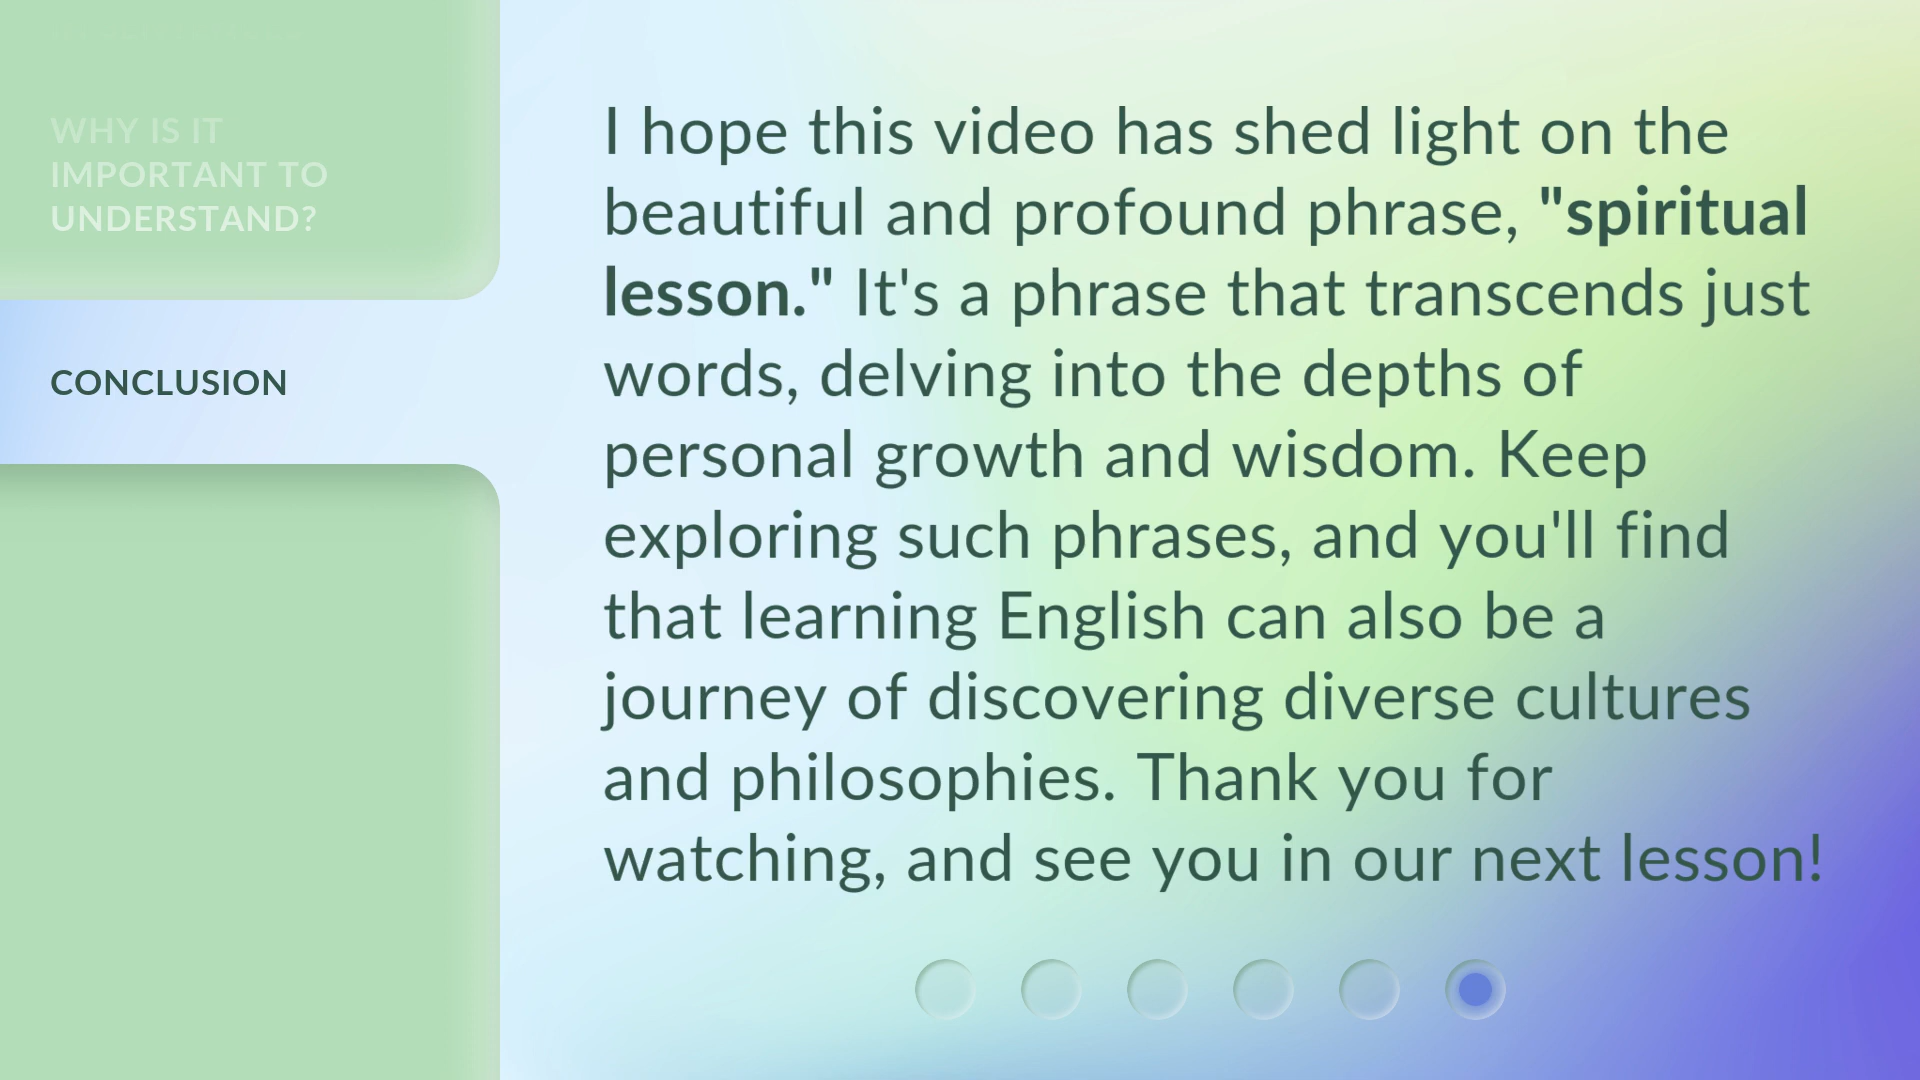 WHY IS IT
IMPORTANT TO
UNDERSTAND?
CONCLUSION
I hope this video has shed light on the
beautiful and profound phrase, "spiritual
lesson." It's a phrase that transcends just
words, delving into the depths of
personal growth and wisdom. Keep
exploring such phrases, and you'll find
that learning English can also be a
journey of discovering diverse cultures
and philosophies. Thank you for
watching, and see you in our next lesson!